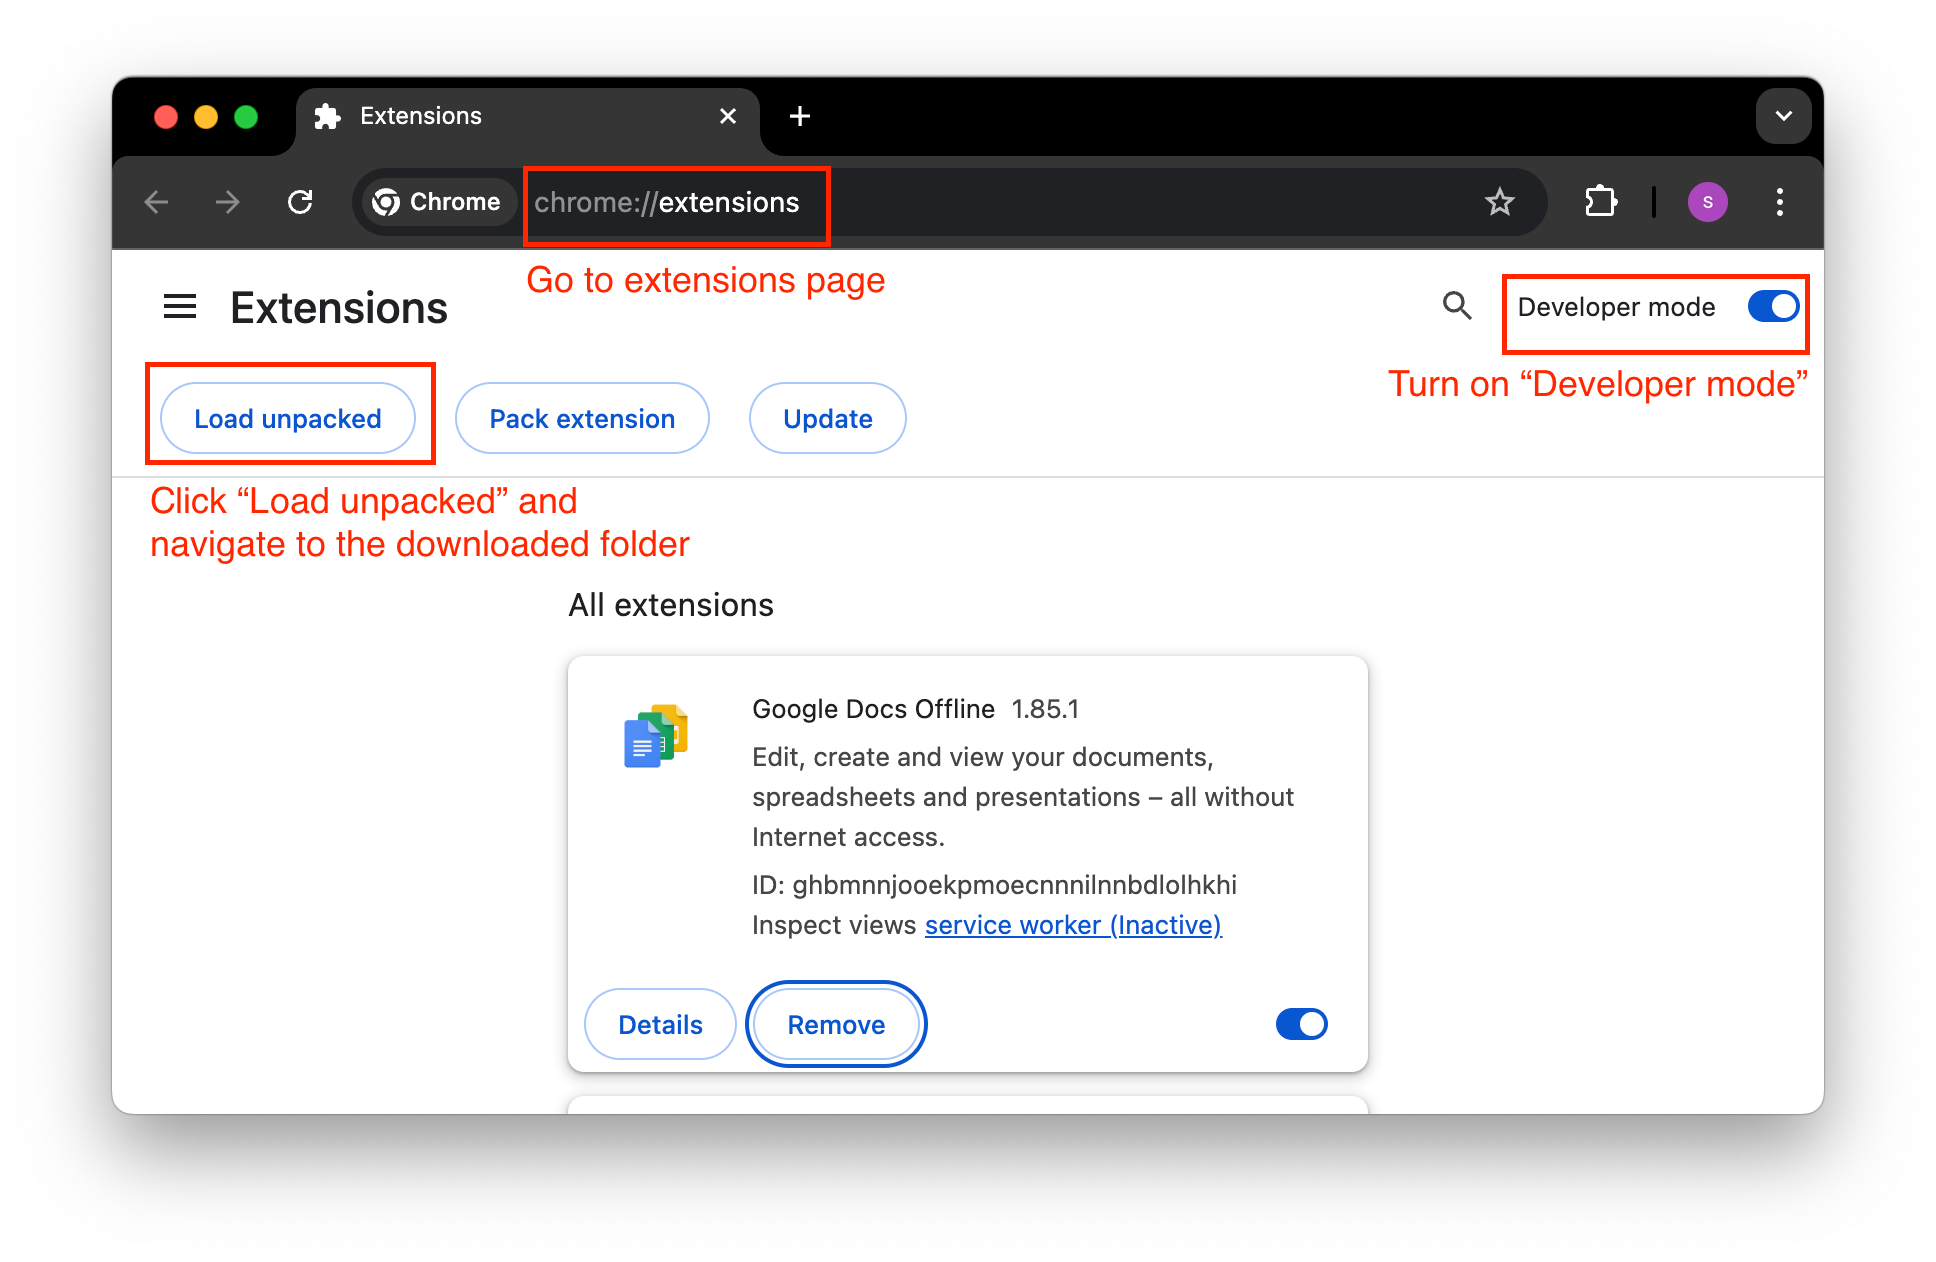 Extensions
Chrome chrome://extensions
s
Go to extensions page
Extensions
Developer mode
Turn on “Developer mode”
Load unpacked
Pack extension
Update
Click “Load unpacked” and
navigate to the downloaded folder
All extensions
Google Docs Offline 1.85.1
Edit, create and view your documents,
spreadsheets and presentations – all without
Internet access.
ID: ghbmnnjooekpmoecnnnilnnbdlolhkhi
Inspect views service worker (Inactive)
Details
Remove